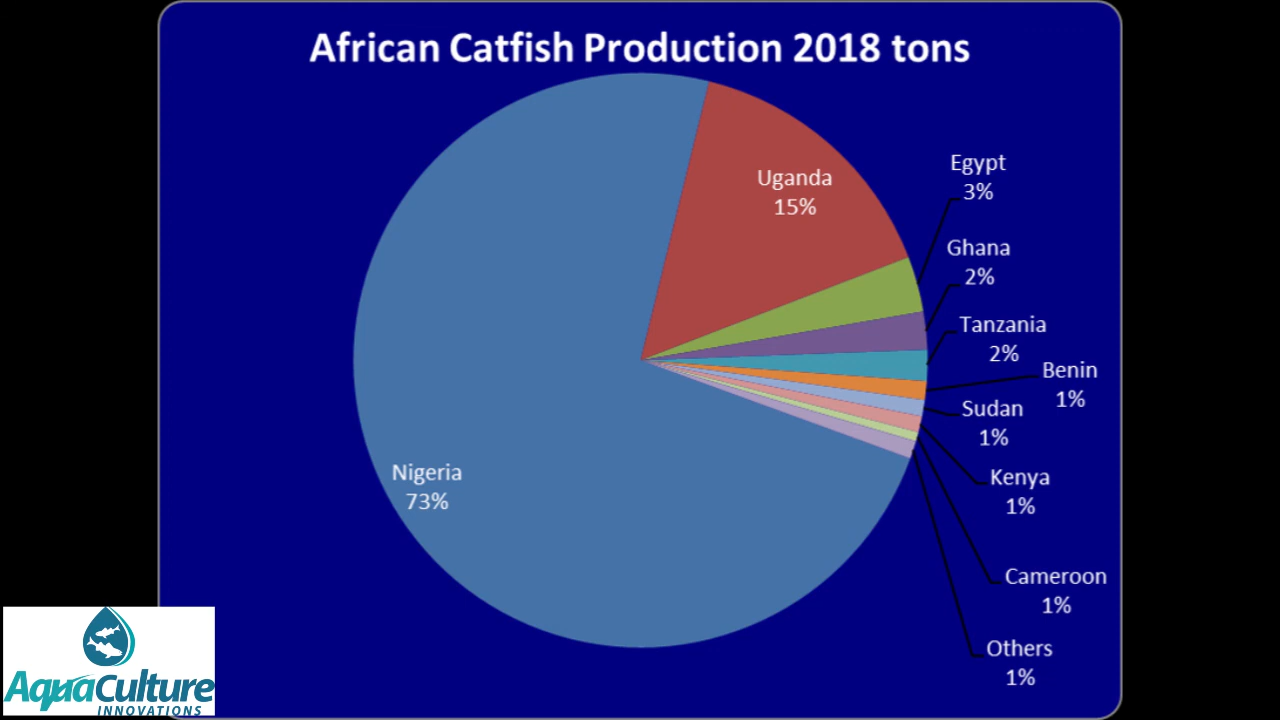 African Catfish Production 2018 tons
Uganda
15%
Egypt
3%
Ghana
2%
Tanzania
2%
Benin
1%
Sudan
1%
Kenya
1%
Cameroon
1%
Others
1%
Nigeria
73%
AquaCulture
INNOVATIONS